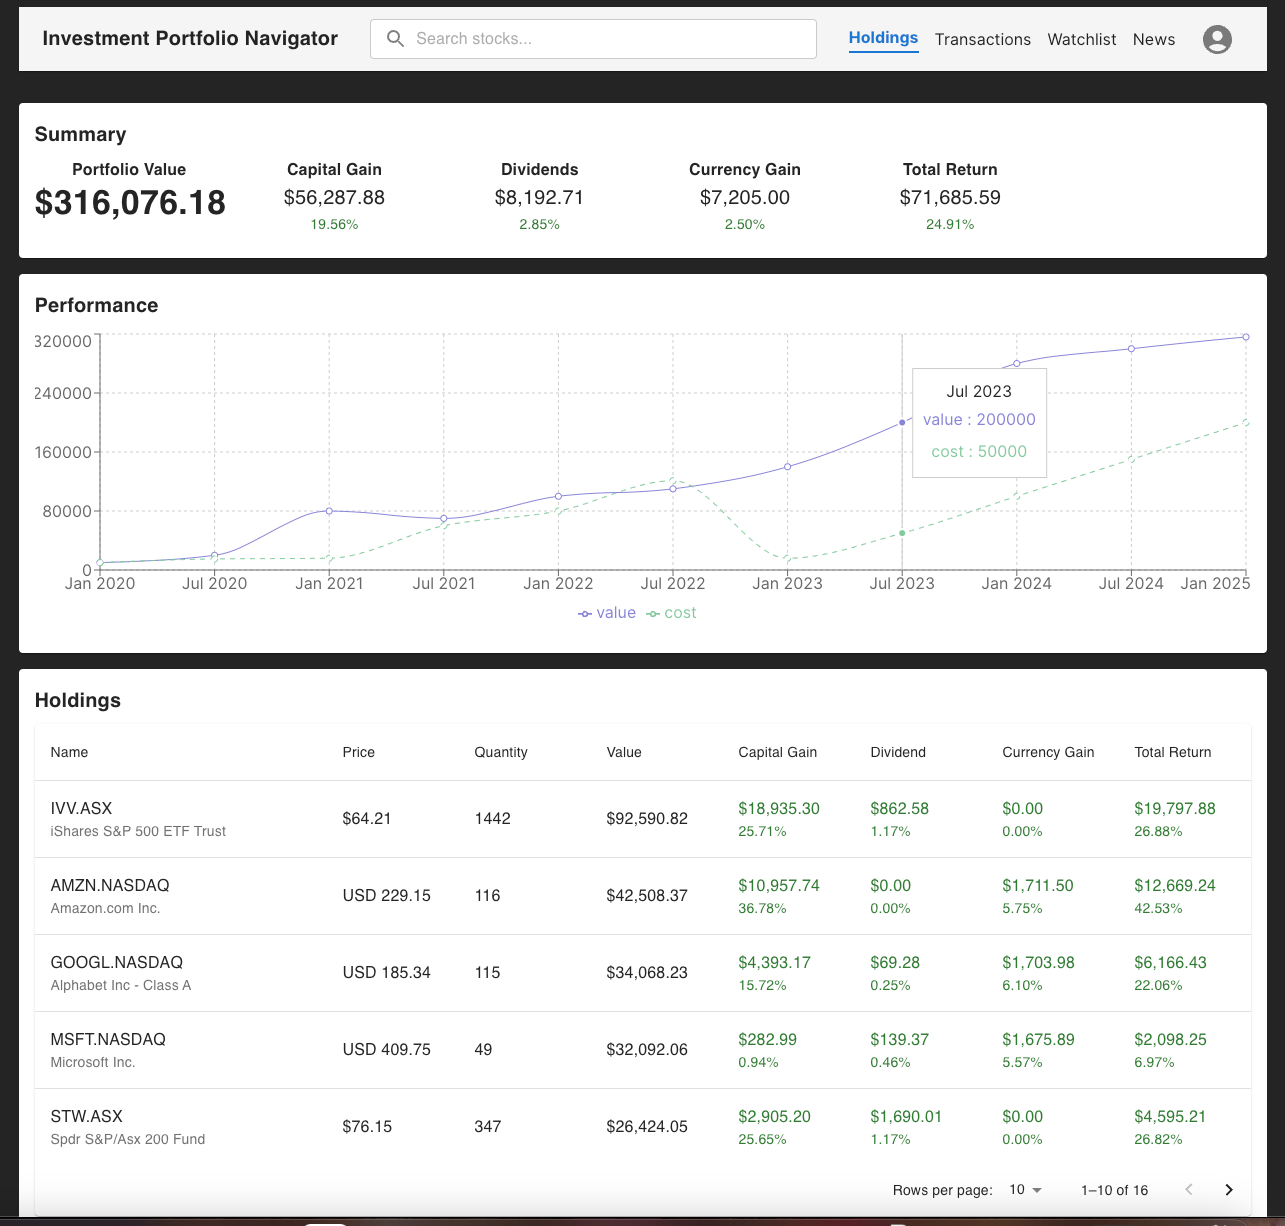 Investment Portfolio Navigator
Search stocks...
Holdings Transactions Watchlist News
Summary
Portfolio Value Capital Gain Dividends Currency Gain Total Return
$316,076.18 $56,287.88 $8,192.71 $7,205.00 $71,685.59
19.56% 2.85% 2.50% 24.91%
Performance
320000
240000
160000
80000
0
Jul 2023
value : 200000
cost : 50000
Jan 2020 Jul 2020 Jan 2021 Jul 2021 Jan 2022 Jul 2022 Jan 2023 Jul 2023 Jan 2024 Jul 2024 Jan 2025
value cost
Holdings
Name Price Quantity Value Capital Gain Dividend Currency Gain Total Return
IVV.ASX $64.21 1442 $92,590.82 $18,935.30 $862.58 $0.00 $19,797.88
iShares S&P 500 ETF Trust 25.71% 1.17% 0.00% 26.88%
AMZN.NASDAQ USD 229.15 116 $42,508.37 $10,957.74 $0.00 $1,711.50 $12,669.24
Amazon.com Inc. 36.78% 0.00% 5.75% 42.53%
GOOGL.NASDAQ USD 185.34 115 $34,068.23 $4,393.17 $69.28 $1,703.98 $6,166.43
Alphabet Inc - Class A 15.72% 0.25% 6.10% 22.06%
MSFT.NASDAQ USD 409.75 49 $32,092.06 $282.99 $139.37 $1,675.89 $2,098.25
Microsoft Inc. 0.94% 0.46% 5.57% 6.97%
STW.ASX $76.15 347 $26,424.05 $2,905.20 $1,690.01 $0.00 $4,595.21
Spdr S&P/Asx 200 Fund 25.65% 1.17% 0.00% 26.82%
Rows per page: 10 1–10 of 16